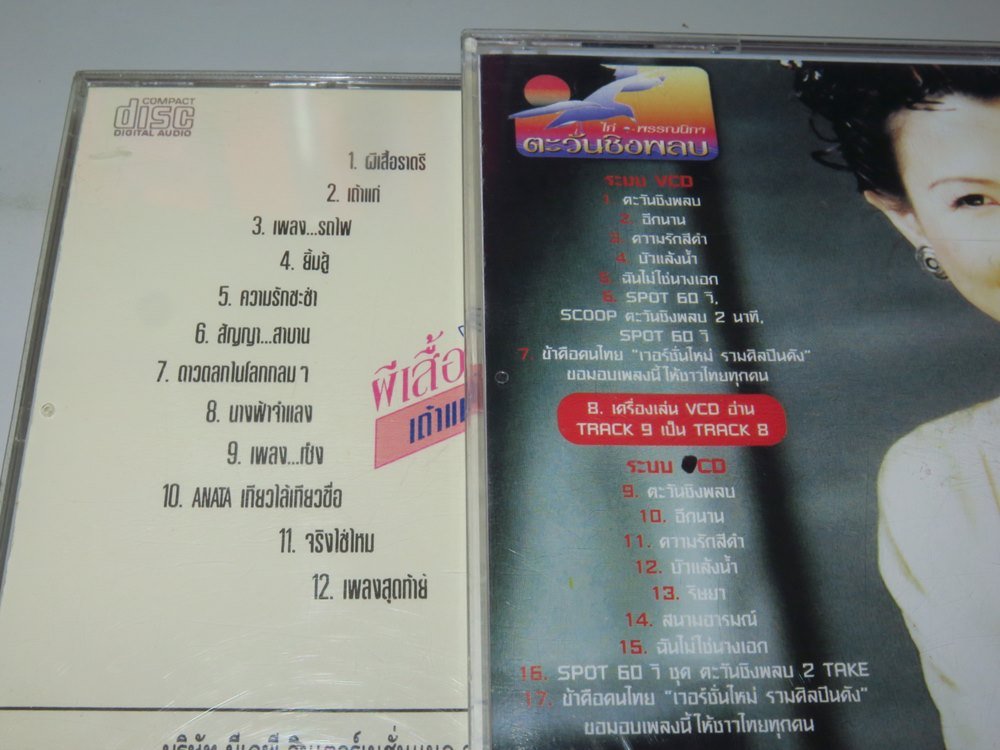 COMPACT
disc
DIGITAL AUDIO
1. ผีเสื้อราตรี
2. เถ้าแก่
3. เพลง...รถไฟ
4. ยิ้มสู้
5. ความรักชะช่า
6. สัญญา...สาบาน
7. ดาวตลกในโลกกลม ๆ
8. นางฟ้าจำแลง
9. เพลง...เซ้ง
10. ANATA เกี่ยวไล้เกี่ยวซื่อ
11. จริงใช่ไหม
12. เพลงสุดท้าย
ผีเสื้อ
เถ้าแก่
ไก่ พรรณนิภา
ตะวันชิงพลบ
ระบบ VCD
1. ตะวันชิงพลบ
2. อีกนาน
3. ความรักสีดำ
4. บัวแล้งน้ำ
5. ฉันไม่ใช่นางเอก
6. SPOT 60 วิ,
SCOOP ตะวันชิงพลบ 2 นาที,
SPOT 60 วิ
7. ข้าคือคนไทย "เวอร์ชั่นใหม่ รวมศิลปินดัง"
ขอมอบเพลงนี้ให้ชาวไทยทุกคน
8. เครื่องเล่น VCD อ่าน
TRACK 9 เป็น TRACK 8
ระบบ CD
9. ตะวันชิงพลบ
10. อีกนาน
11. ความรักสีดำ
12. บัวแล้งน้ำ
13. ริษยา
14. สนามอารมณ์
15. ฉันไม่ใช่นางเอก
16. SPOT 60 วิ ชุด ตะวันชิงพลบ 2 TAKE
17. ข้าคือคนไทย "เวอร์ชั่นใหม่ รวมศิลปินดัง"
ขอมอบเพลงนี้ให้ชาวไทยทุกคน